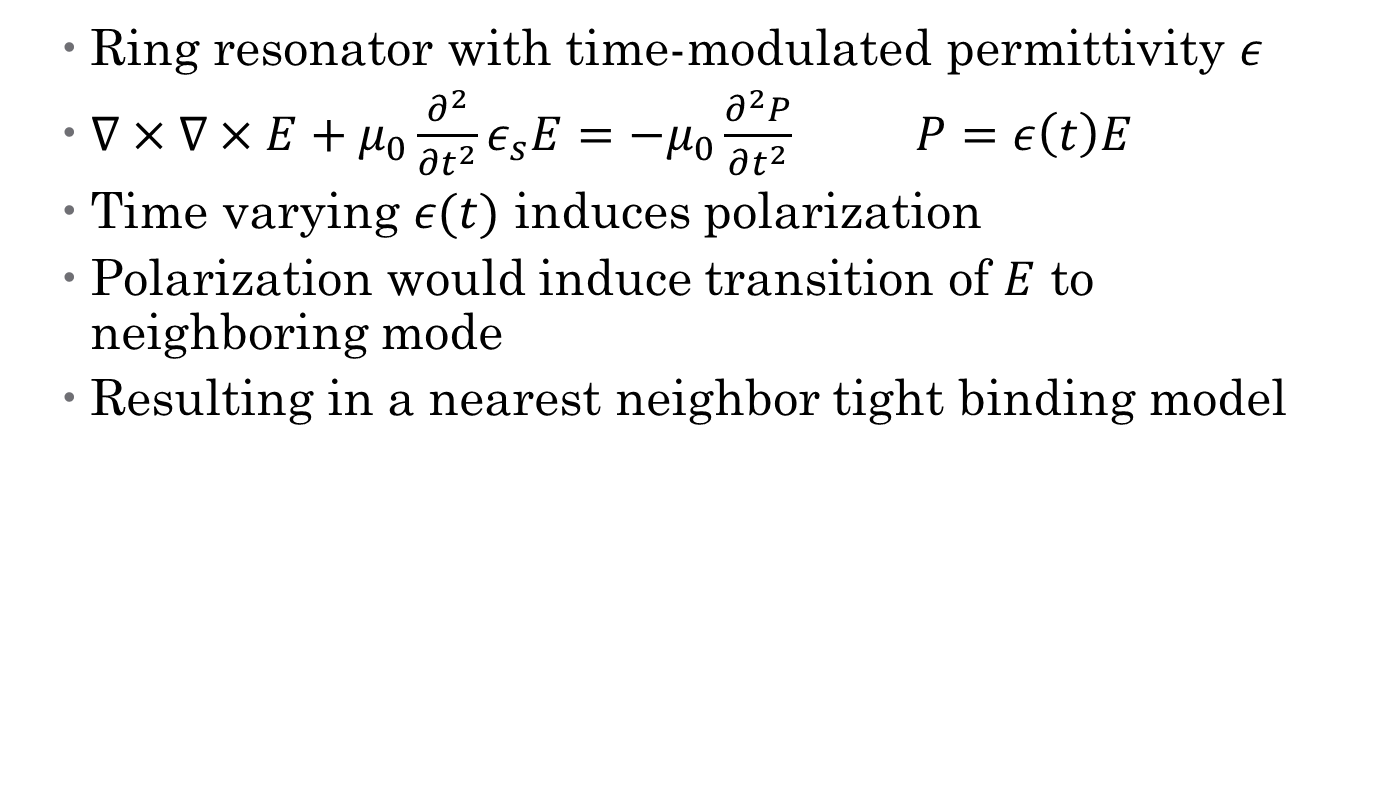 • Ring resonator with time-modulated permittivity ϵ
• ∇ × ∇ × E + μ₀ ∂²/∂t² ϵₛE = −μ₀ ∂²P/∂t² P = ϵ(t)E
• Time varying ϵ(t) induces polarization
• Polarization would induce transition of E to
neighboring mode
• Resulting in a nearest neighbor tight binding model